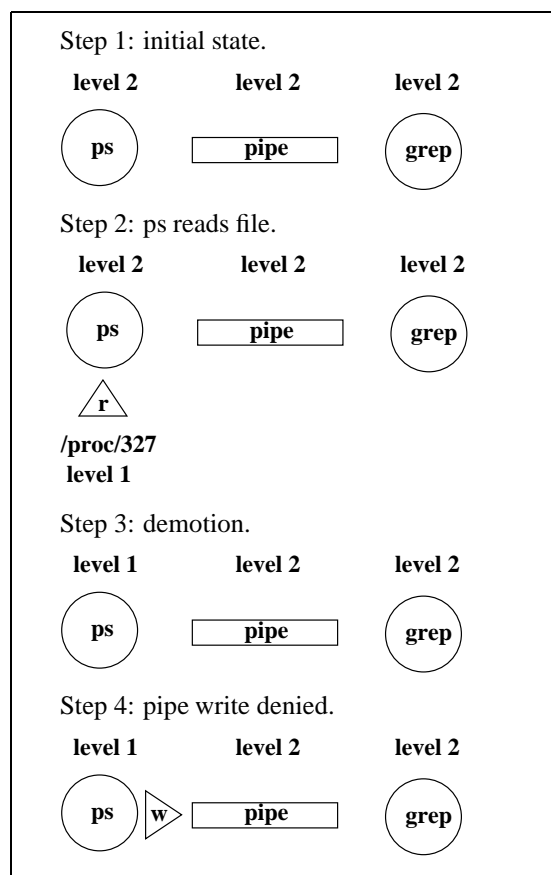 Step 1: initial state.
level 2 level 2 level 2
ps pipe grep
Step 2: ps reads file.
level 2 level 2 level 2
ps pipe grep
r
/proc/327
level 1
Step 3: demotion.
level 1 level 2 level 2
ps pipe grep
Step 4: pipe write denied.
level 1 level 2 level 2
ps w pipe grep